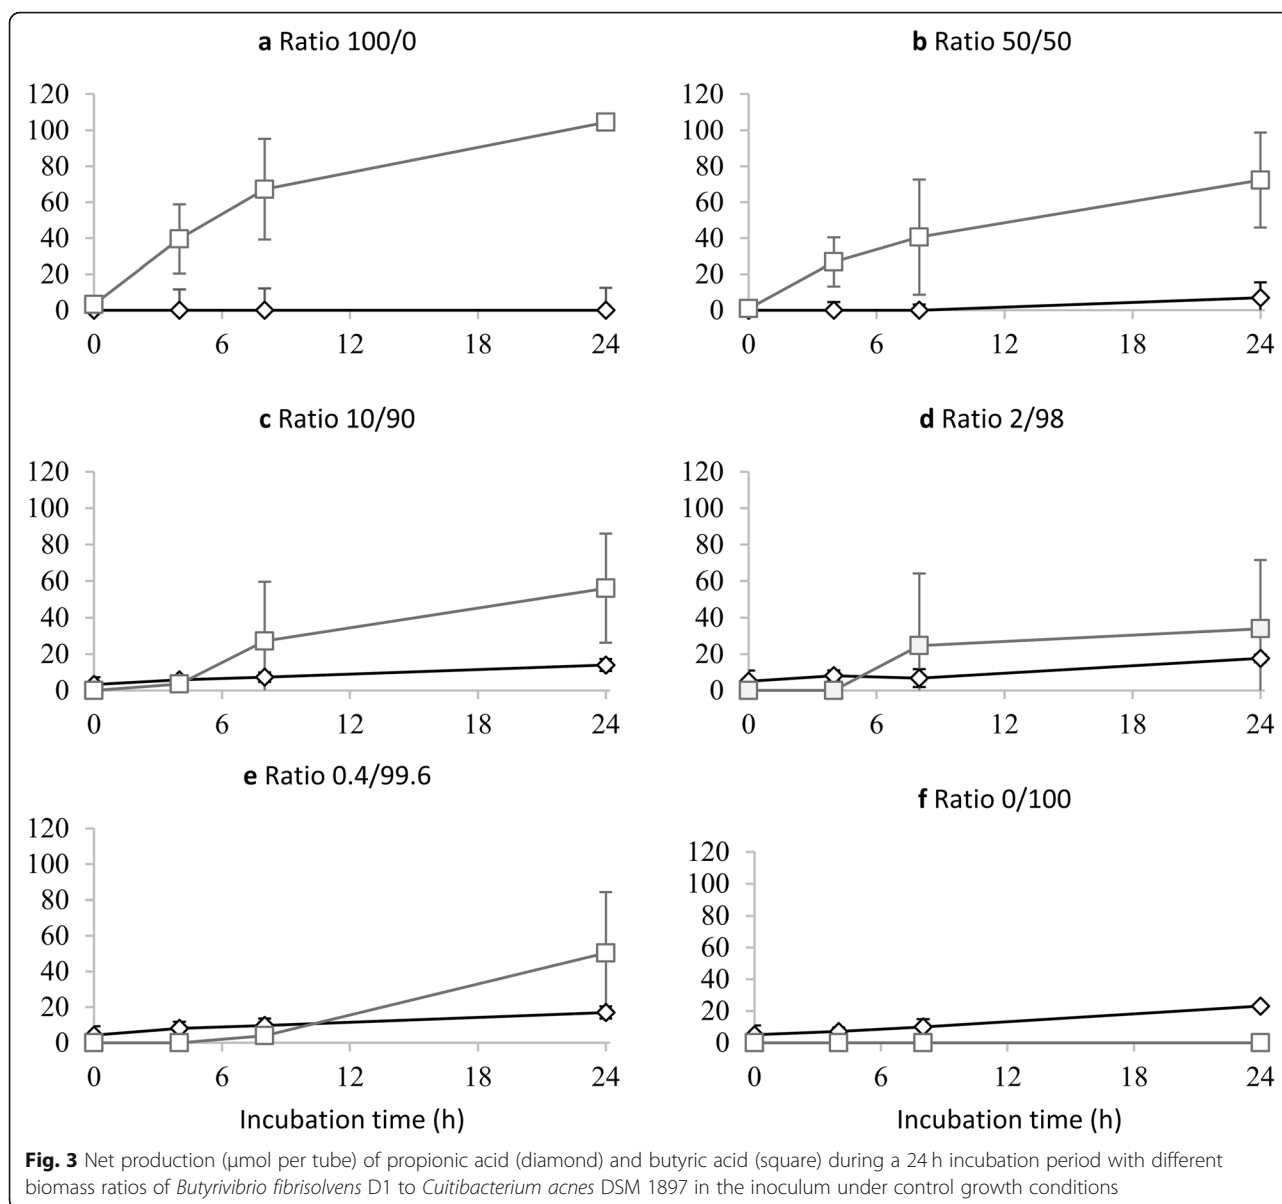 a Ratio 100/0
120
100
80
60
40
20
0
0 6 12 18 24
b Ratio 50/50
120
100
80
60
40
20
0
0 6 12 18 24
c Ratio 10/90
120
100
80
60
40
20
0
0 6 12 18 24
d Ratio 2/98
120
100
80
60
40
20
0
0 6 12 18 24
e Ratio 0.4/99.6
120
100
80
60
40
20
0
0 6 12 18 24
Incubation time (h)
f Ratio 0/100
120
100
80
60
40
20
0
0 6 12 18 24
Incubation time (h)
Fig. 3 Net production (μmol per tube) of propionic acid (diamond) and butyric acid (square) during a 24 h incubation period with different
biomass ratios of Butyrivibrio fibrisolvens D1 to Cuitibacterium acnes DSM 1897 in the inoculum under control growth conditions